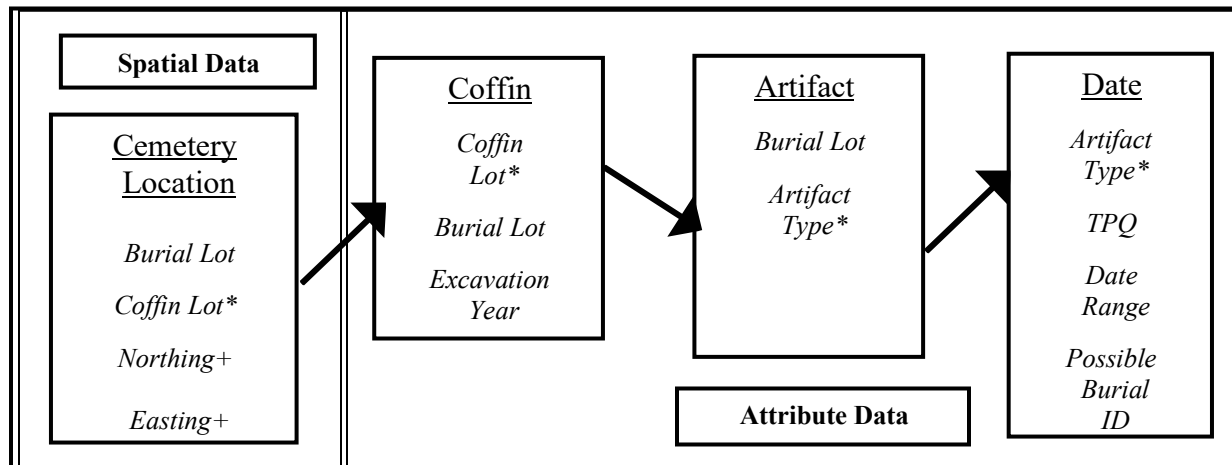 Spatial Data
Cemetery
Location
Burial Lot
Coffin Lot*
Northing+
Easting+
Coffin
Coffin
Lot*
Burial Lot
Excavation
Year
Artifact
Burial Lot
Artifact
Type*
Attribute Data
Date
Artifact
Type*
TPQ
Date
Range
Possible
Burial
ID